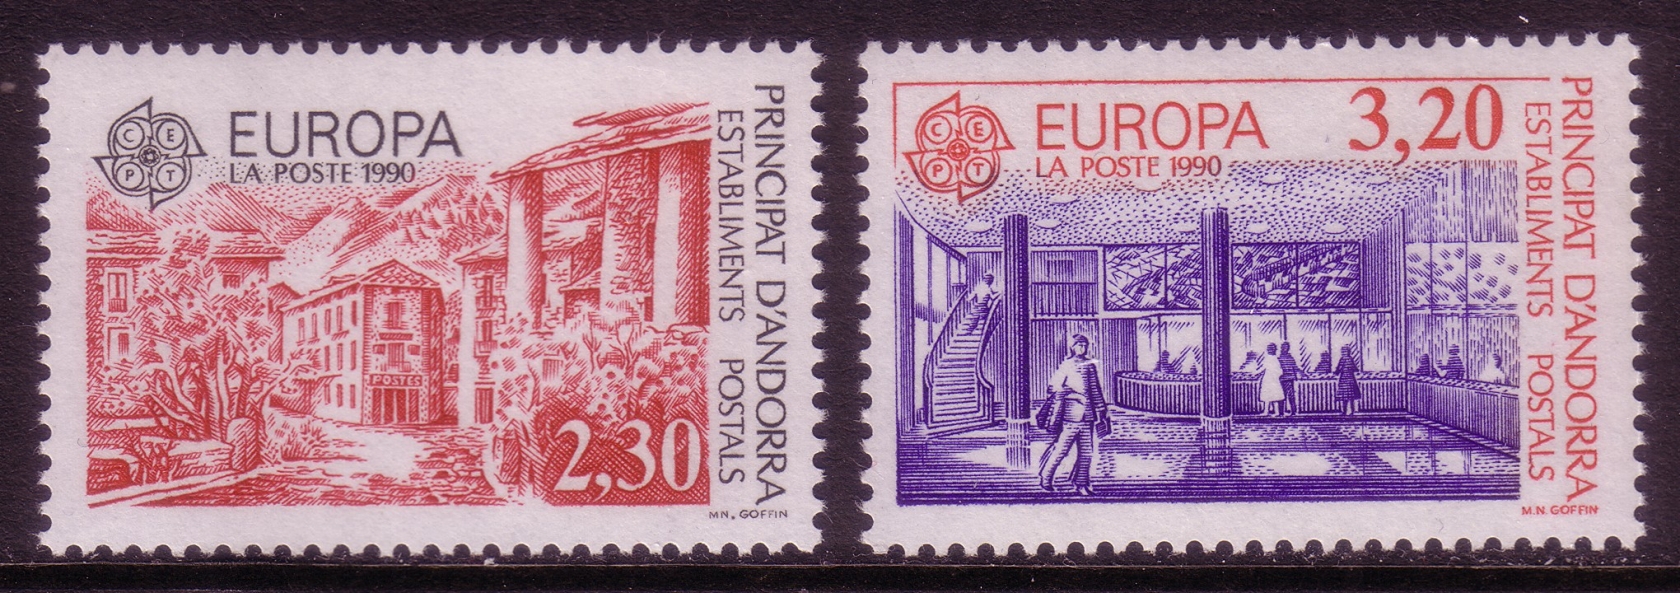 C E
P T
EUROPA
LA POSTE 1990
PRINCIPAT D'ANDORRA
ESTABLIMENTS POSTALS
POSTES
2,30
MN. GOFFIN
C E
P T
EUROPA
LA POSTE 1990
3,20
PRINCIPAT D'ANDORRA
ESTABLIMENTS POSTALS
M.N. GOFFIN